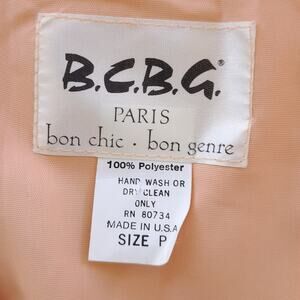 B.C.B.G.
PARIS
bon chic · bon genre
100% Polyester
HAND WASH OR
DRY CLEAN
ONLY
RN 80734
MADE IN U.S.A
SIZE P